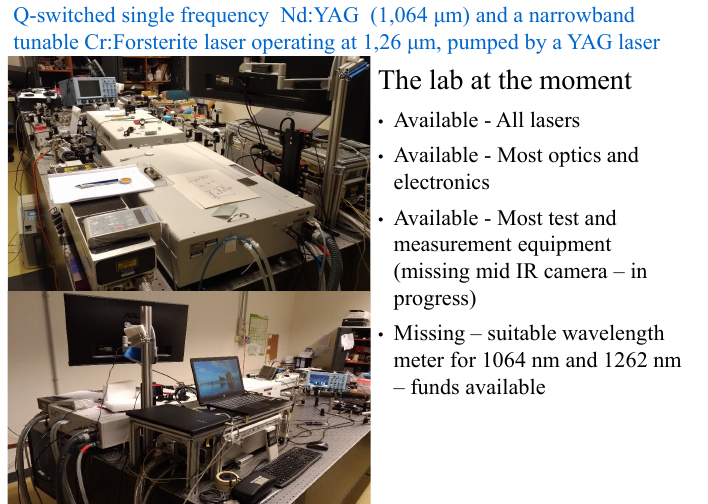 Q-switched single frequency  Nd:YAG  (1,064 μm) and a narrowband
tunable Cr:Forsterite laser operating at 1,26 μm, pumped by a YAG laser
The lab at the moment
• Available - All lasers
• Available - Most optics and
electronics
• Available - Most test and
measurement equipment
(missing mid IR camera – in
progress)
• Missing – suitable wavelength
meter for 1064 nm and 1262 nm
– funds available